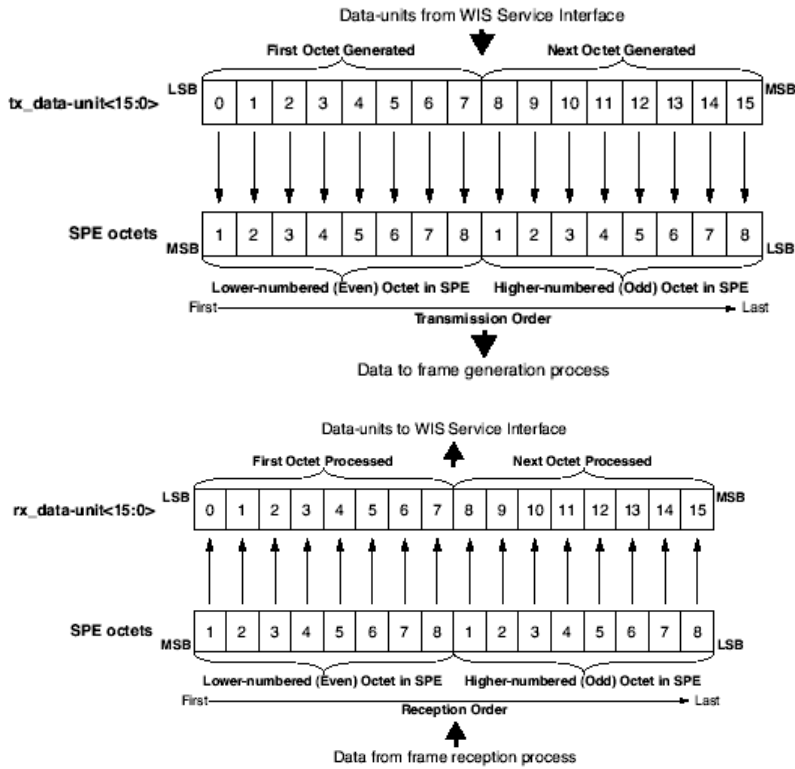 Data-units from WIS Service Interface
First Octet Generated Next Octet Generated
LSB MSB
tx_data-unit<15:0> 0 1 2 3 4 5 6 7 8 9 10 11 12 13 14 15
SPE octets 1 2 3 4 5 6 7 8 1 2 3 4 5 6 7 8
MSB LSB
Lower-numbered (Even) Octet in SPE Higher-numbered (Odd) Octet in SPE
First Last
Transmission Order
Data to frame generation process
Data-units to WIS Service Interface
First Octet Processed Next Octet Processed
LSB MSB
rx_data-unit<15:0> 0 1 2 3 4 5 6 7 8 9 10 11 12 13 14 15
SPE octets 1 2 3 4 5 6 7 8 1 2 3 4 5 6 7 8
MSB LSB
Lower-numbered (Even) Octet in SPE Higher-numbered (Odd) Octet in SPE
First Last
Reception Order
Data from frame reception process